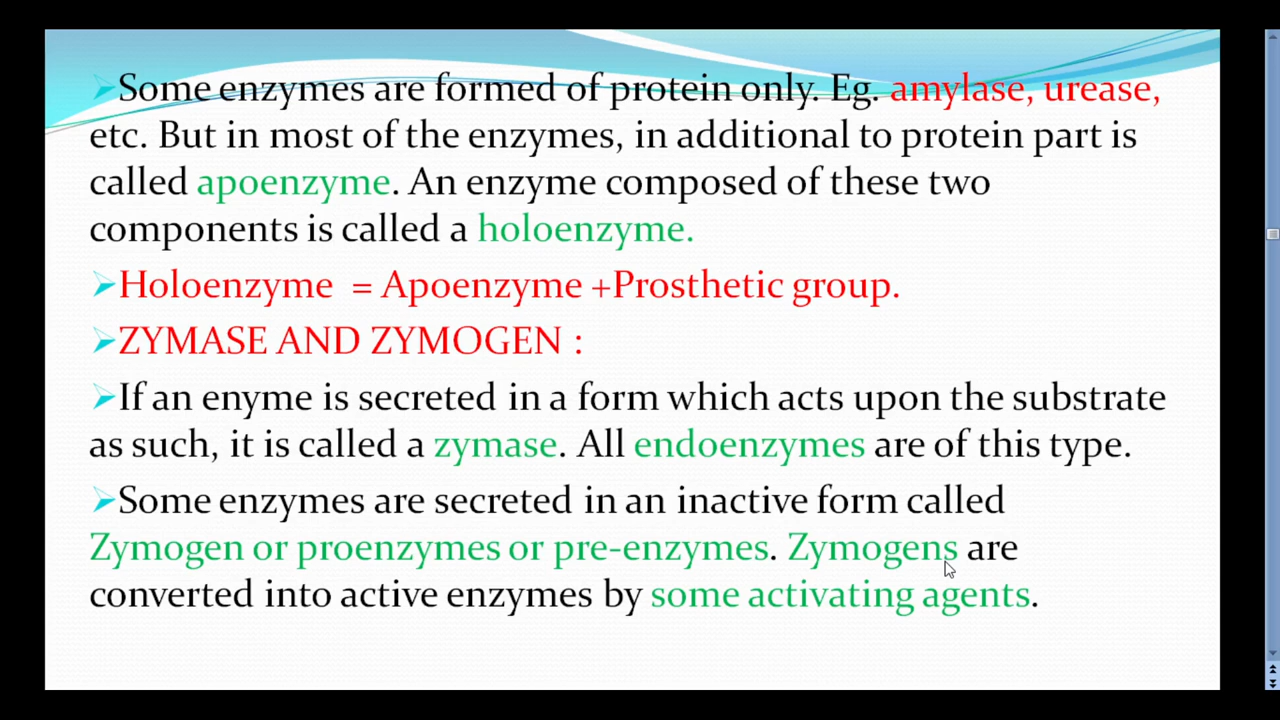 ➢Some enzymes are formed of protein only. Eg. amylase, urease,
etc. But in most of the enzymes, in additional to protein part is
called apoenzyme. An enzyme composed of these two
components is called a holoenzyme.
➢Holoenzyme = Apoenzyme +Prosthetic group.
➢ZYMASE AND ZYMOGEN :
➢If an enyme is secreted in a form which acts upon the substrate
as such, it is called a zymase. All endoenzymes are of this type.
➢Some enzymes are secreted in an inactive form called
Zymogen or proenzymes or pre-enzymes. Zymogens are
converted into active enzymes by some activating agents.